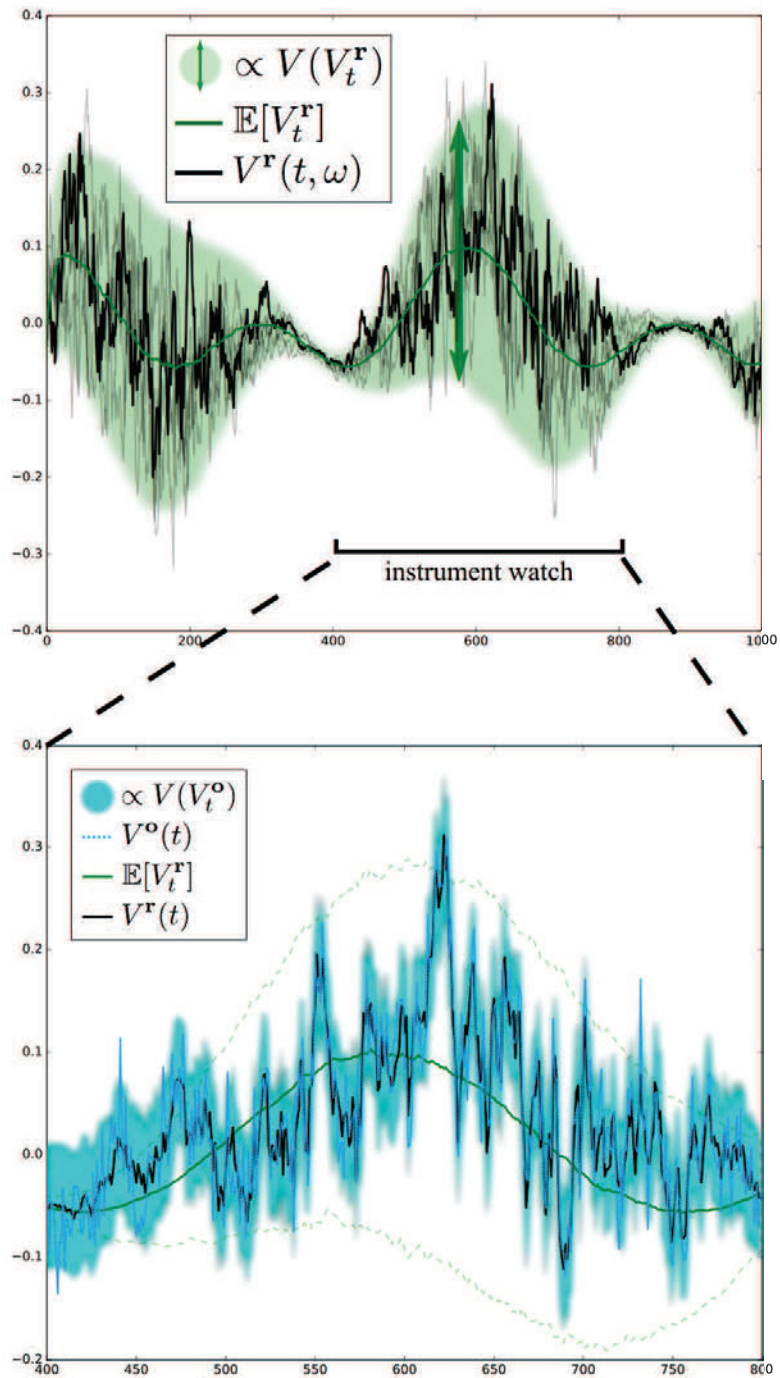 0.4
0.3
0.2
0.1
0.0
−0.1
−0.2
−0.3
−0.4
∝ V(V_t^r)
𝔼[V_t^r]
V^r(t, ω)
instrument watch
0 200 400 600 800 1000
0.4
0.3
0.2
0.1
0.0
−0.1
−0.2
∝ V(V_t^o)
V^o(t)
𝔼[V_t^r]
V^r(t)
400 450 500 550 600 650 700 750 800